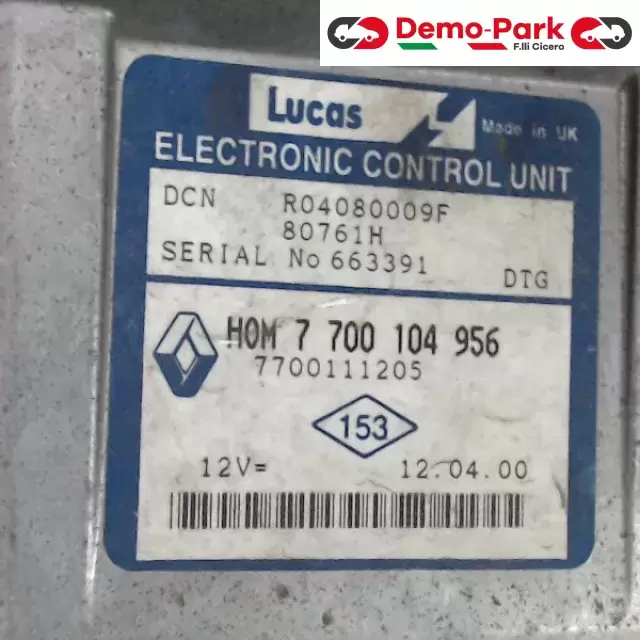 Demo-Park
F.lli Cicero
Lucas
Made in UK
ELECTRONIC CONTROL UNIT
DCN R04080009F
80761H
SERIAL No 663391 DTG
HOM 7 700 104 956
7700111205
153
12V= 12.04.00